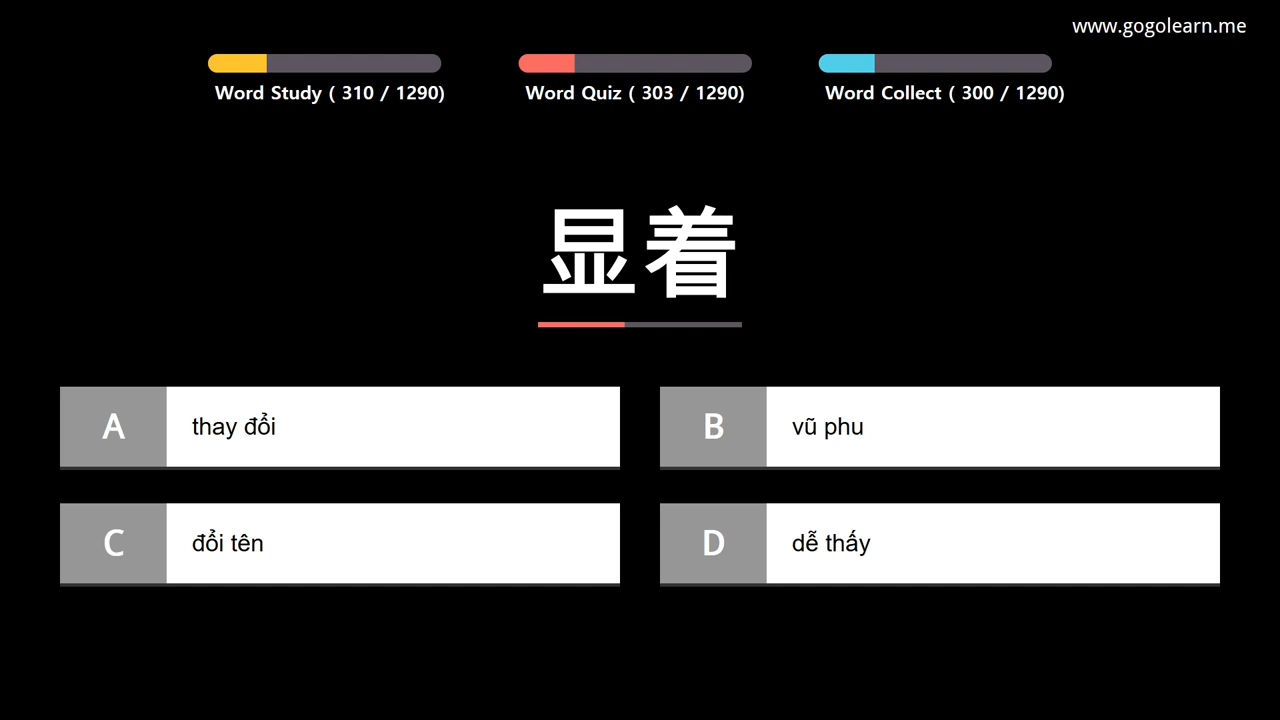 www.gogolearn.me
Word Study ( 310 / 1290)
Word Quiz ( 303 / 1290)
Word Collect ( 300 / 1290)
显着
A thay đổi
B vũ phu
C đổi tên
D dễ thấy